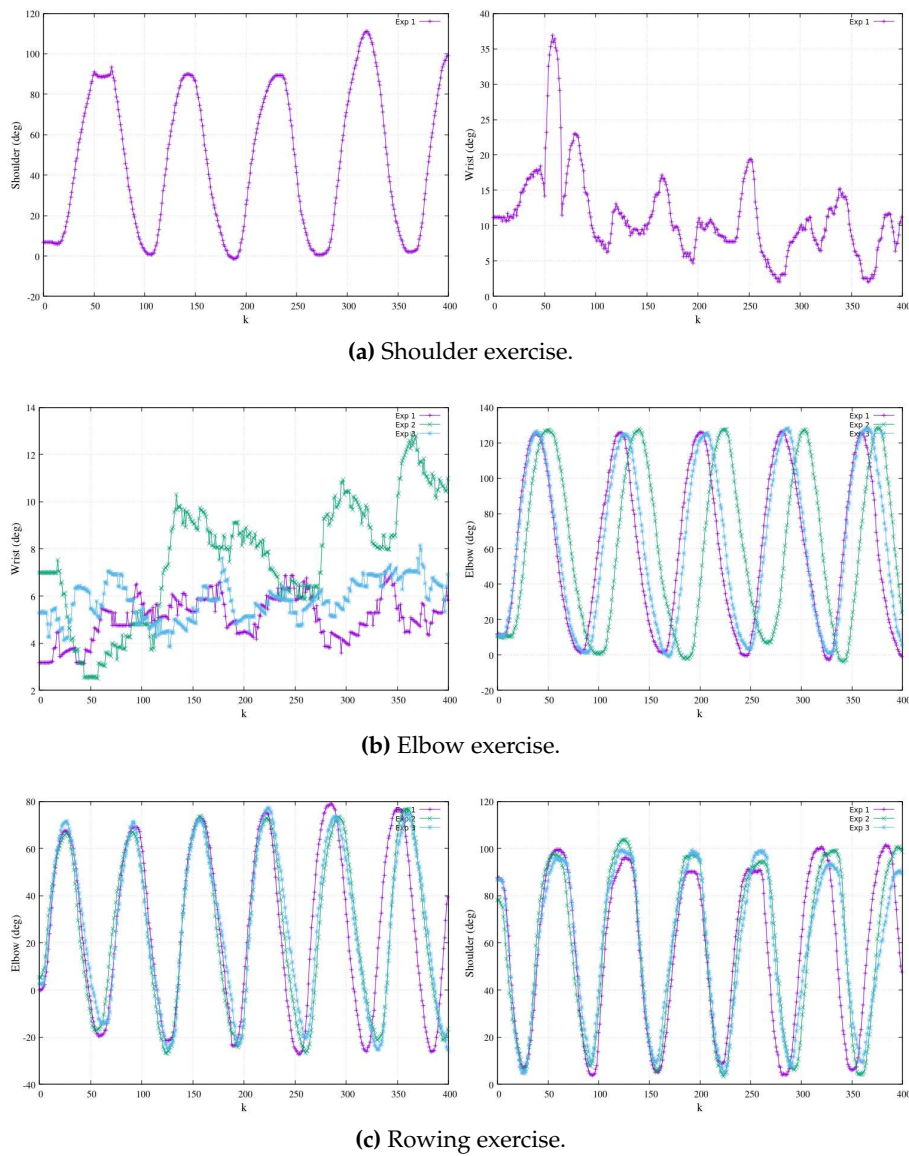 120
100
80
60
40
20
0
-20
Shoulder (deg)
0 50 100 150 200 250 300 350 400
k
Exp 1
40
35
30
25
20
15
10
5
0
Wrist (deg)
0 50 100 150 200 250 300 350 400
k
Exp 1
(a) Shoulder exercise.
14
12
10
8
6
4
2
Wrist (deg)
0 50 100 150 200 250 300 350 400
k
Exp 1
Exp 2
Exp 3
140
120
100
80
60
40
20
0
-20
Elbow (deg)
0 50 100 150 200 250 300 350 400
k
Exp 1
Exp 2
Exp 3
(b) Elbow exercise.
80
60
40
20
0
-20
-40
Elbow (deg)
0 50 100 150 200 250 300 350 400
k
Exp 1
Exp 2
Exp 3
120
100
80
60
40
20
0
Shoulder (deg)
0 50 100 150 200 250 300 350 400
k
Exp 1
Exp 2
Exp 3
(c) Rowing exercise.